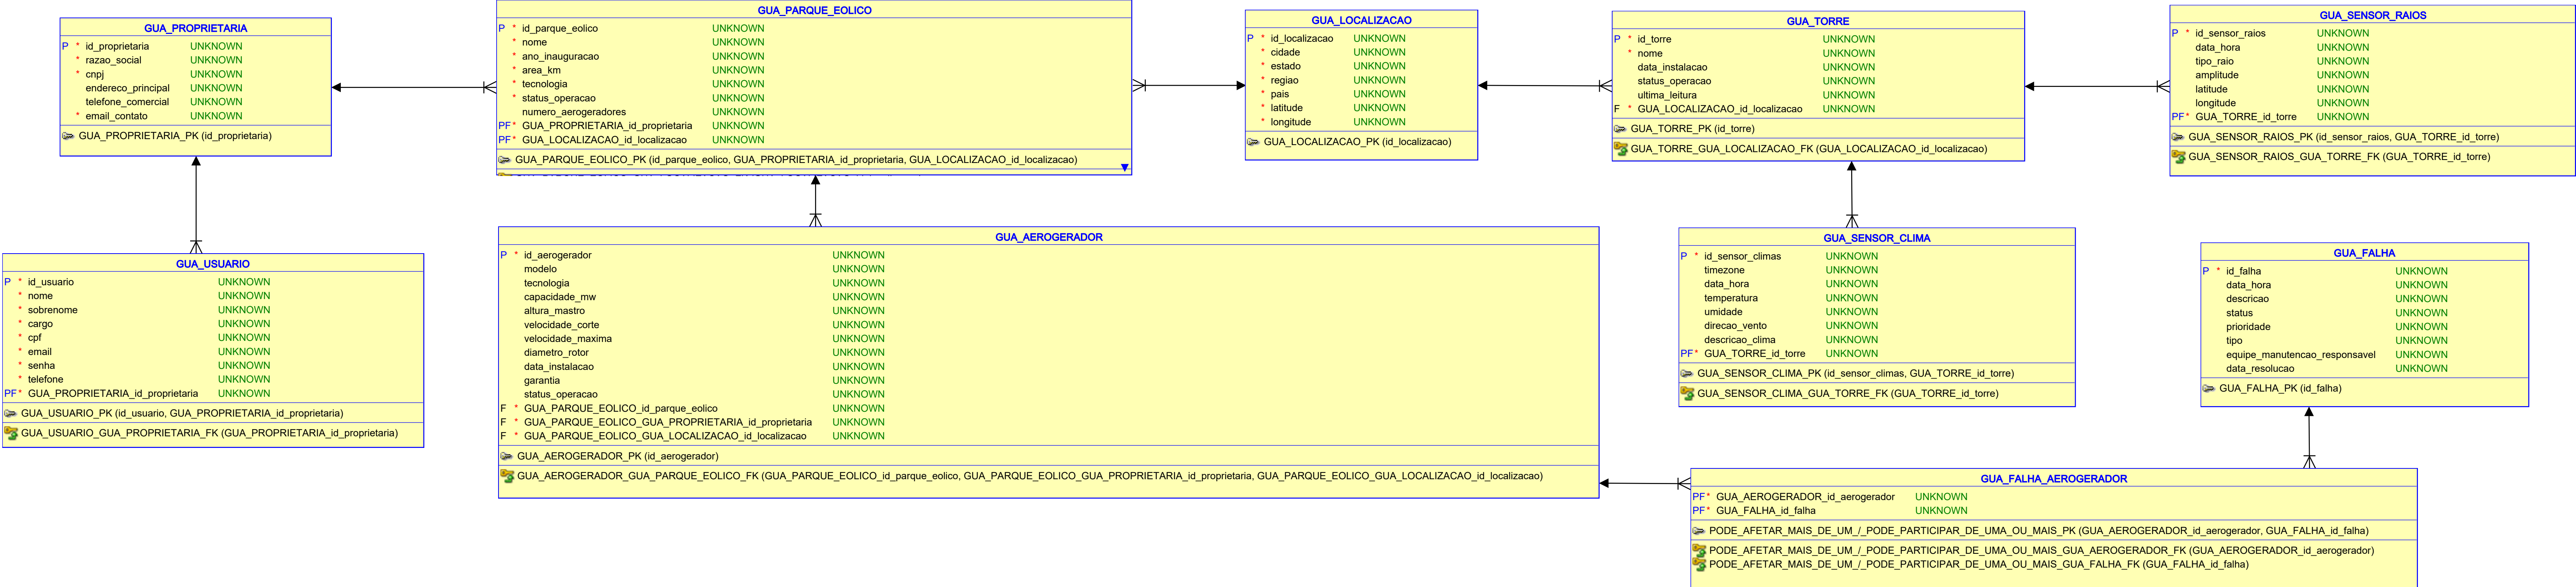 GUA_PROPRIETARIA
P * id_proprietaria UNKNOWN
* razao_social UNKNOWN
* cnpj UNKNOWN
endereco_principal UNKNOWN
telefone_comercial UNKNOWN
* email_contato UNKNOWN
GUA_PROPRIETARIA_PK (id_proprietaria)
GUA_PARQUE_EOLICO
P * id_parque_eolico UNKNOWN
* nome UNKNOWN
* ano_inauguracao UNKNOWN
* area_km UNKNOWN
* tecnologia UNKNOWN
* status_operacao UNKNOWN
numero_aerogeradores UNKNOWN
PF* GUA_PROPRIETARIA_id_proprietaria UNKNOWN
PF* GUA_LOCALIZACAO_id_localizacao UNKNOWN
GUA_PARQUE_EOLICO_PK (id_parque_eolico, GUA_PROPRIETARIA_id_proprietaria, GUA_LOCALIZACAO_id_localizacao)
GUA_LOCALIZACAO
P * id_localizacao UNKNOWN
* cidade UNKNOWN
* estado UNKNOWN
* regiao UNKNOWN
* pais UNKNOWN
* latitude UNKNOWN
* longitude UNKNOWN
GUA_LOCALIZACAO_PK (id_localizacao)
GUA_TORRE
P * id_torre UNKNOWN
* nome UNKNOWN
data_instalacao UNKNOWN
status_operacao UNKNOWN
ultima_leitura UNKNOWN
F * GUA_LOCALIZACAO_id_localizacao UNKNOWN
GUA_TORRE_PK (id_torre)
GUA_TORRE_GUA_LOCALIZACAO_FK (GUA_LOCALIZACAO_id_localizacao)
GUA_SENSOR_RAIOS
P * id_sensor_raios UNKNOWN
data_hora UNKNOWN
tipo_raio UNKNOWN
amplitude UNKNOWN
latitude UNKNOWN
longitude UNKNOWN
PF* GUA_TORRE_id_torre UNKNOWN
GUA_SENSOR_RAIOS_PK (id_sensor_raios, GUA_TORRE_id_torre)
GUA_SENSOR_RAIOS_GUA_TORRE_FK (GUA_TORRE_id_torre)
GUA_USUARIO
P * id_usuario UNKNOWN
* nome UNKNOWN
* sobrenome UNKNOWN
* cargo UNKNOWN
* cpf UNKNOWN
* email UNKNOWN
* senha UNKNOWN
* telefone UNKNOWN
PF* GUA_PROPRIETARIA_id_proprietaria UNKNOWN
GUA_USUARIO_PK (id_usuario, GUA_PROPRIETARIA_id_proprietaria)
GUA_USUARIO_GUA_PROPRIETARIA_FK (GUA_PROPRIETARIA_id_proprietaria)
GUA_AEROGERADOR
P * id_aerogerador UNKNOWN
modelo UNKNOWN
tecnologia UNKNOWN
capacidade_mw UNKNOWN
altura_mastro UNKNOWN
velocidade_corte UNKNOWN
velocidade_maxima UNKNOWN
diametro_rotor UNKNOWN
data_instalacao UNKNOWN
garantia UNKNOWN
status_operacao UNKNOWN
F * GUA_PARQUE_EOLICO_id_parque_eolico UNKNOWN
F * GUA_PARQUE_EOLICO_GUA_PROPRIETARIA_id_proprietaria UNKNOWN
F * GUA_PARQUE_EOLICO_GUA_LOCALIZACAO_id_localizacao UNKNOWN
GUA_AEROGERADOR_PK (id_aerogerador)
GUA_AEROGERADOR_GUA_PARQUE_EOLICO_FK (GUA_PARQUE_EOLICO_id_parque_eolico, GUA_PARQUE_EOLICO_GUA_PROPRIETARIA_id_proprietaria, GUA_PARQUE_EOLICO_GUA_LOCALIZACAO_id_localizacao)
GUA_SENSOR_CLIMA
P * id_sensor_climas UNKNOWN
timezone UNKNOWN
data_hora UNKNOWN
temperatura UNKNOWN
umidade UNKNOWN
direcao_vento UNKNOWN
descricao_clima UNKNOWN
PF* GUA_TORRE_id_torre UNKNOWN
GUA_SENSOR_CLIMA_PK (id_sensor_climas, GUA_TORRE_id_torre)
GUA_SENSOR_CLIMA_GUA_TORRE_FK (GUA_TORRE_id_torre)
GUA_FALHA
P * id_falha UNKNOWN
data_hora UNKNOWN
descricao UNKNOWN
status UNKNOWN
prioridade UNKNOWN
tipo UNKNOWN
equipe_manutencao_responsavel UNKNOWN
data_resolucao UNKNOWN
GUA_FALHA_PK (id_falha)
GUA_FALHA_AEROGERADOR
PF* GUA_AEROGERADOR_id_aerogerador UNKNOWN
PF* GUA_FALHA_id_falha UNKNOWN
PODE_AFETAR_MAIS_DE_UM_/_PODE_PARTICIPAR_DE_UMA_OU_MAIS_PK (GUA_AEROGERADOR_id_aerogerador, GUA_FALHA_id_falha)
PODE_AFETAR_MAIS_DE_UM_/_PODE_PARTICIPAR_DE_UMA_OU_MAIS_GUA_AEROGERADOR_FK (GUA_AEROGERADOR_id_aerogerador)
PODE_AFETAR_MAIS_DE_UM_/_PODE_PARTICIPAR_DE_UMA_OU_MAIS_GUA_FALHA_FK (GUA_FALHA_id_falha)